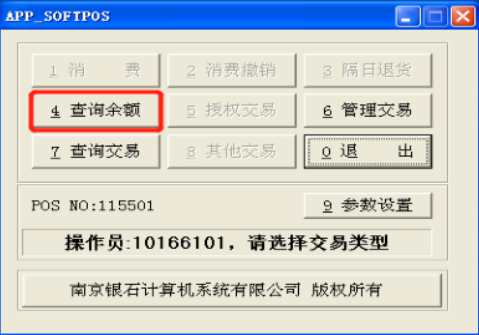 APP_SOFTPOS
1 消 费 2 消费撤销 3 隔日退货
4 查询余额 5 授权交易 6 管理交易
7 查询交易 8 其他交易 0 退 出
POS NO:115501 9 参数设置
操作员:10166101，请选择交易类型
南京银石计算机系统有限公司 版权所有